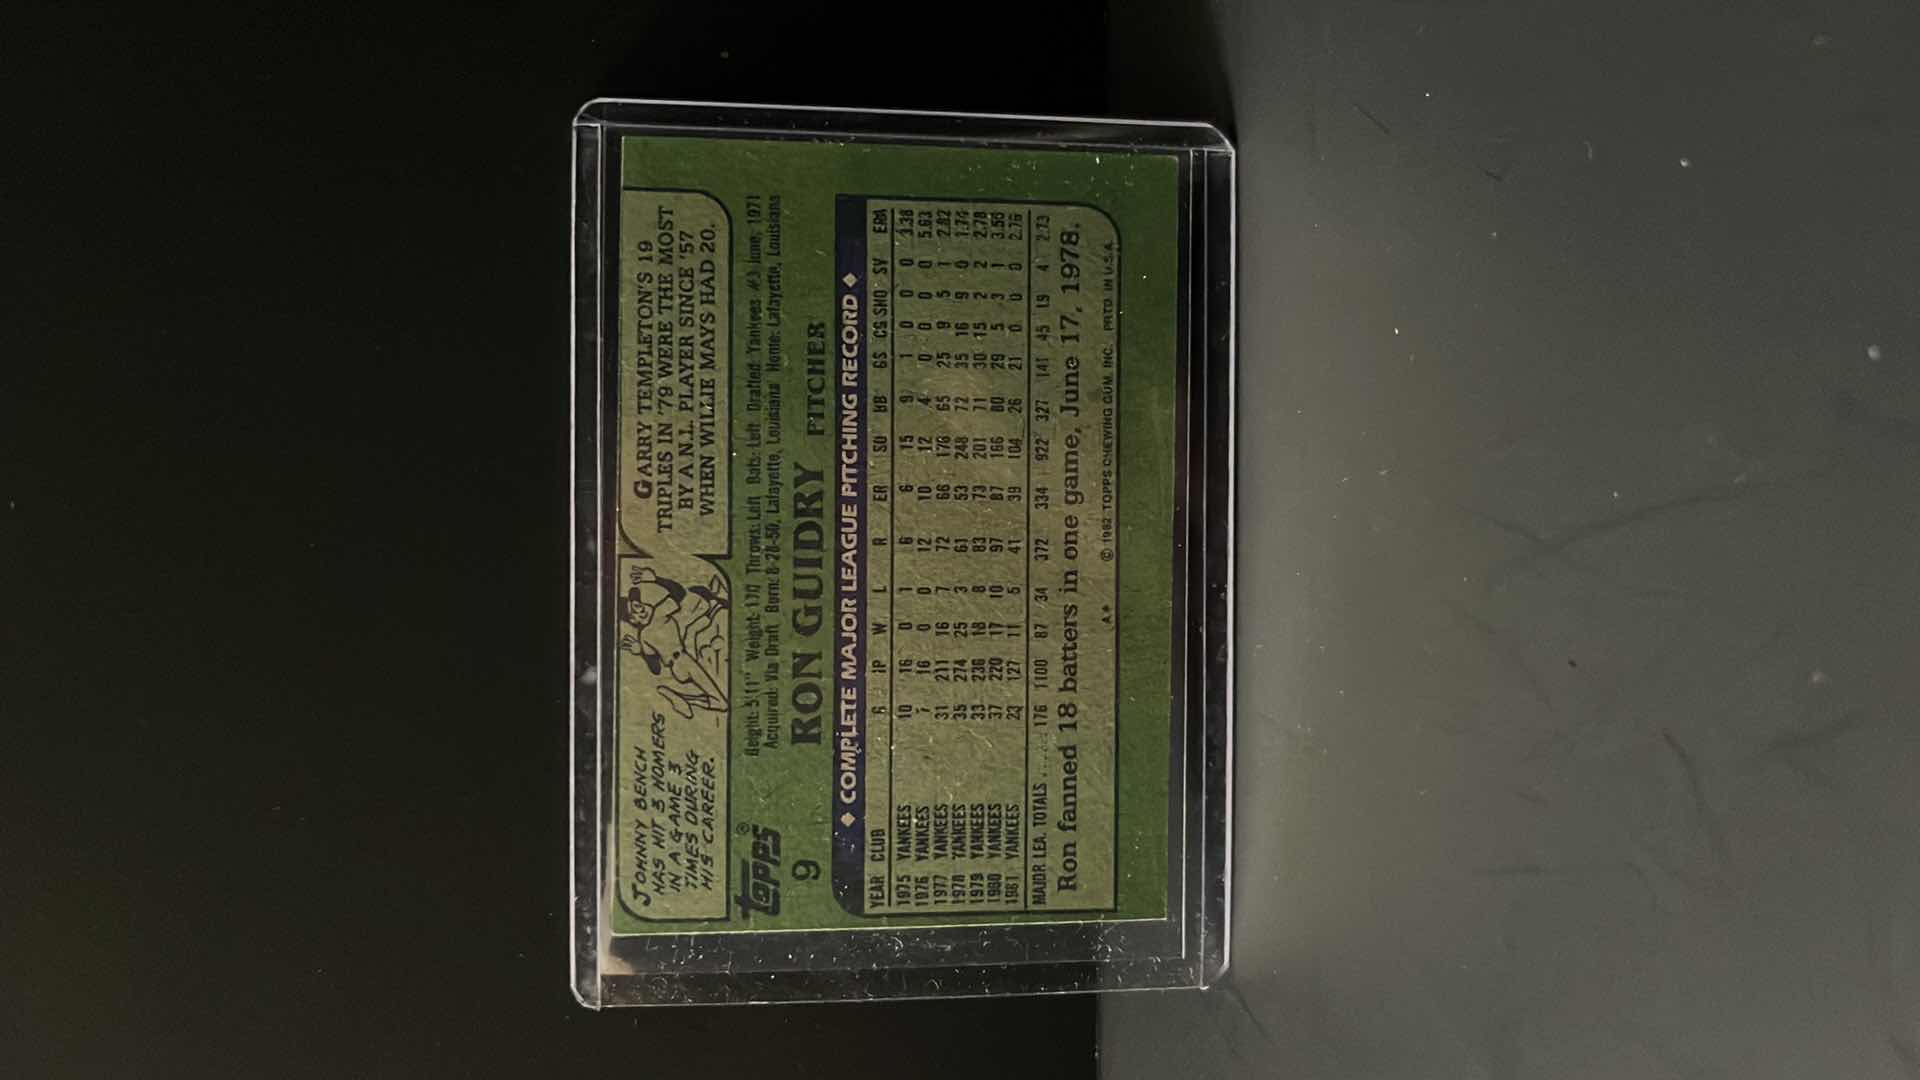 JOHNNY BENCH
HAS HIT 3 HOMERS
IN A GAME 3
TIMES DURING
HIS CAREER.
GARRY TEMPLETON'S 19
TRIPLES IN '79 WERE THE MOST
BY A N.L. PLAYER SINCE '57
WHEN WILLIE MAYS HAD 20.
TOPPS®
Height: 5'11" Weight: 170 Throws: Left Bats: Left Drafted: Yankees #3 June, 1971
Acquired: Via Draft Born: 8-28-50, Lafayette, Louisiana Home: Lafayette, Louisiana
9 RON GUIDRY PITCHER
◆ COMPLETE MAJOR LEAGUE PITCHING RECORD ◆
YEAR CLUB G IP W L R ER SO BB GS CG SHO SV ERA
1975 YANKEES 10 16 0 1 6 6 15 9 1 0 0 0 3.38
1976 YANKEES 7 16 0 0 12 10 12 4 0 0 0 0 5.63
1977 YANKEES 31 211 16 7 72 66 176 65 25 9 5 1 2.82
1978 YANKEES 35 274 25 3 61 53 248 72 35 16 9 0 1.74
1979 YANKEES 33 236 18 8 83 73 201 71 30 15 2 2 2.78
1980 YANKEES 37 220 17 10 97 87 166 80 29 5 3 1 3.56
1981 YANKEES 23 127 11 5 41 39 104 26 21 0 0 0 2.76
MAJOR LEA. TOTALS ...... 176 1100 87 34 372 334 922 327 141 45 19 4 2.73
Ron fanned 18 batters in one game, June 17, 1978.
A* © 1982 TOPPS CHEWING GUM, INC. PRTD. IN U.S.A.